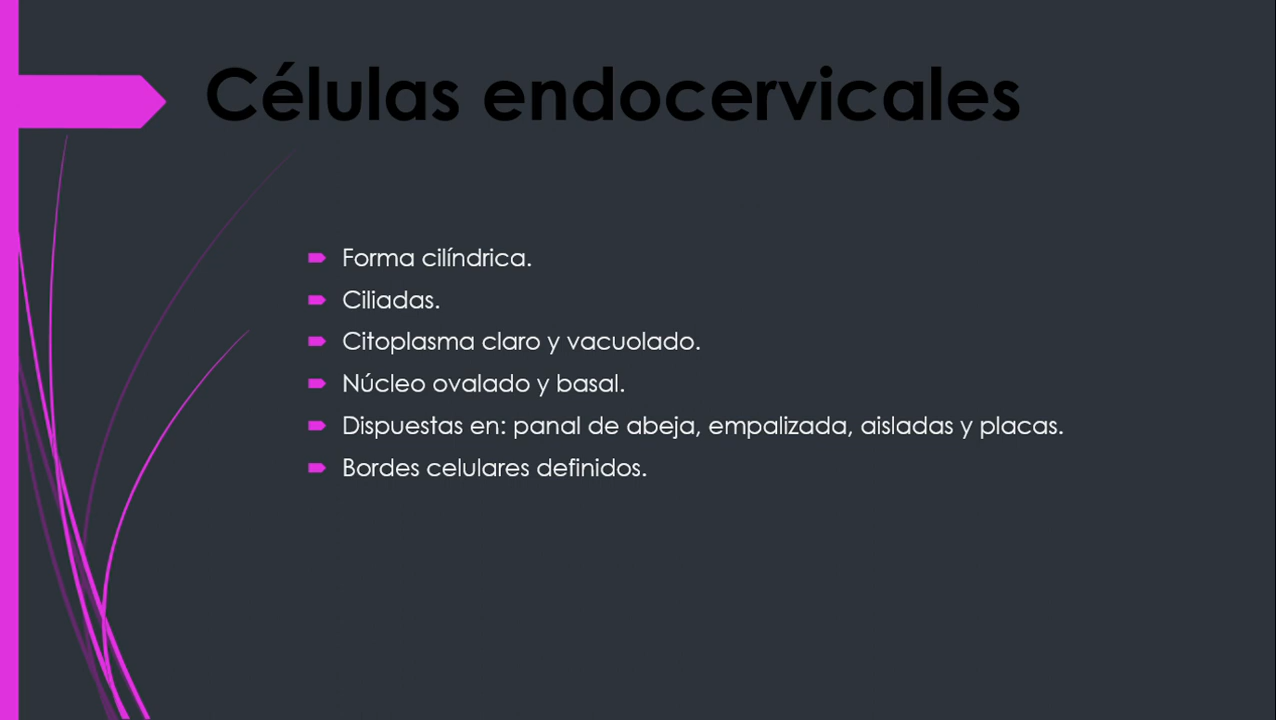 Células endocervicales
Forma cilíndrica.
Ciliadas.
Citoplasma claro y vacuolado.
Núcleo ovalado y basal.
Dispuestas en: panal de abeja, empalizada, aisladas y placas.
Bordes celulares definidos.